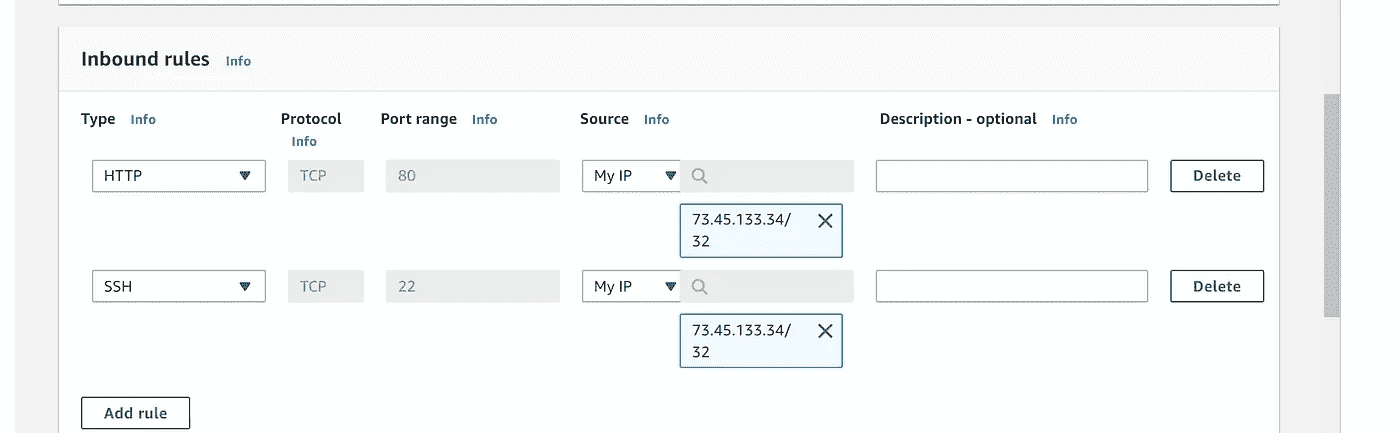 Inbound rules Info
Type Info Protocol Port range Info Source Info Description - optional Info
Info
HTTP TCP 80 My IP Delete
73.45.133.34/
32
SSH TCP 22 My IP Delete
73.45.133.34/
32
Add rule